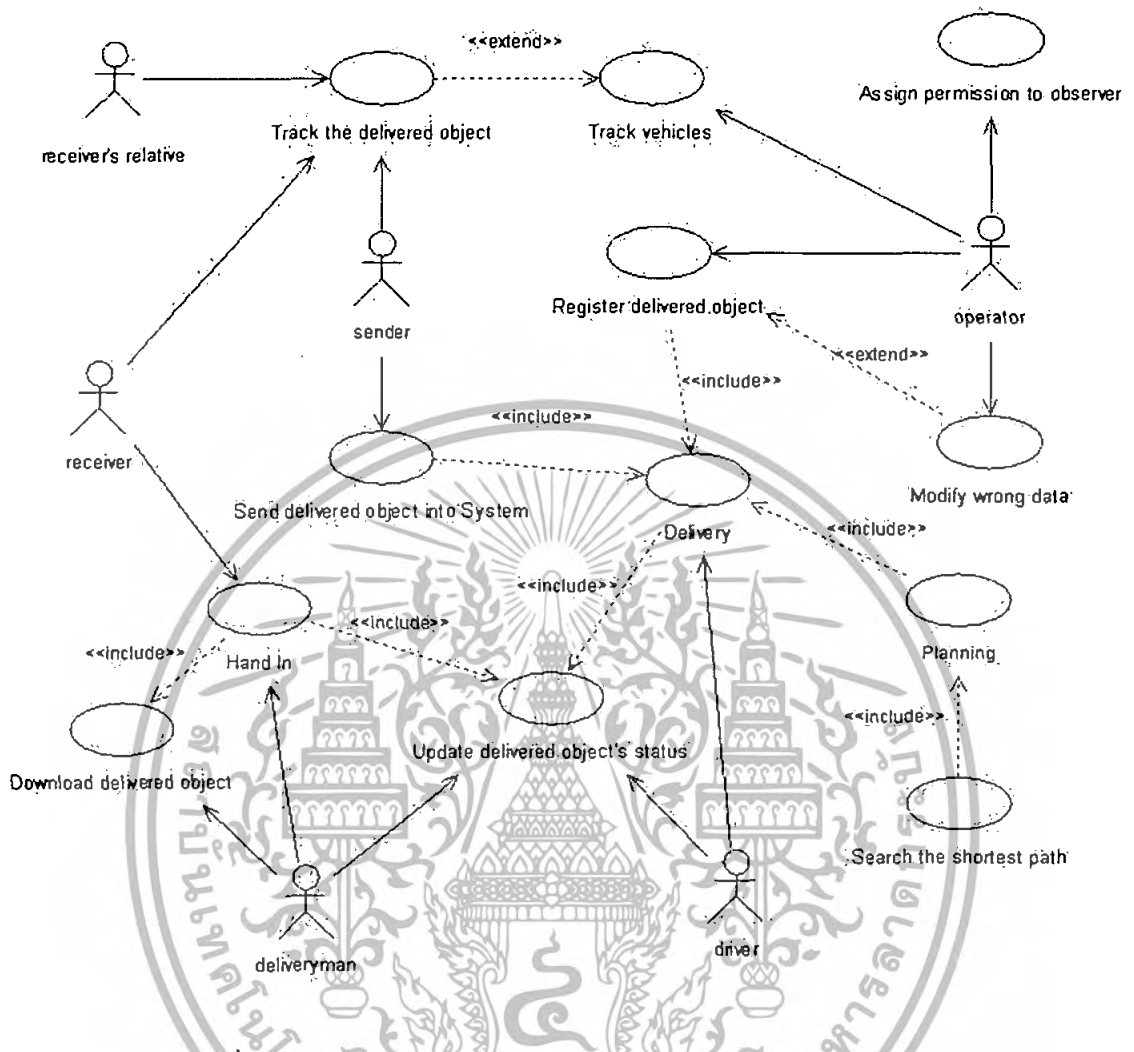 <<extend>>
Assign permission to observer
Track the delivered object
Track vehicles
receiver's relative
sender
Register delivered object
operator
<<extend>>
<<include>>
<<include>>
receiver
Send delivered object into System
Modify wrong data
Delivery
<<include>>
<<include>>
<<include>>
<<include>>
Hand In
Planning
<<include>>
Update delivered object's status
Download delivered object
Search the shortest path
deliveryman
driver